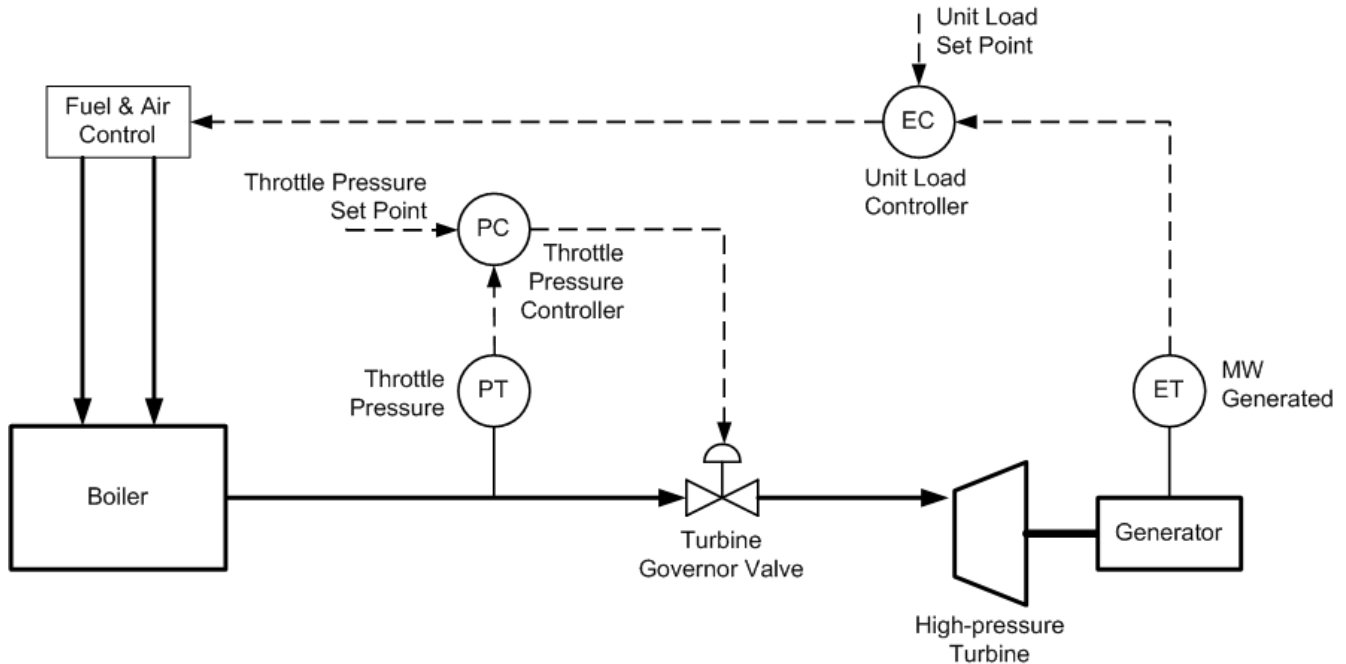 Unit Load
Set Point
Fuel & Air
Control
EC
Unit Load
Controller
Throttle Pressure
Set Point
PC
Throttle
Pressure
Controller
Throttle
Pressure
PT
ET
MW
Generated
Boiler
Turbine
Governor Valve
Generator
High-pressure
Turbine